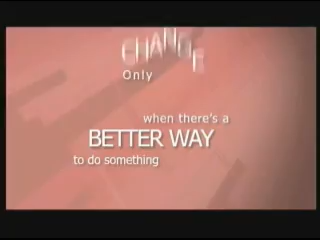 CHANGE
Only
when there's a
BETTER WAY
to do something